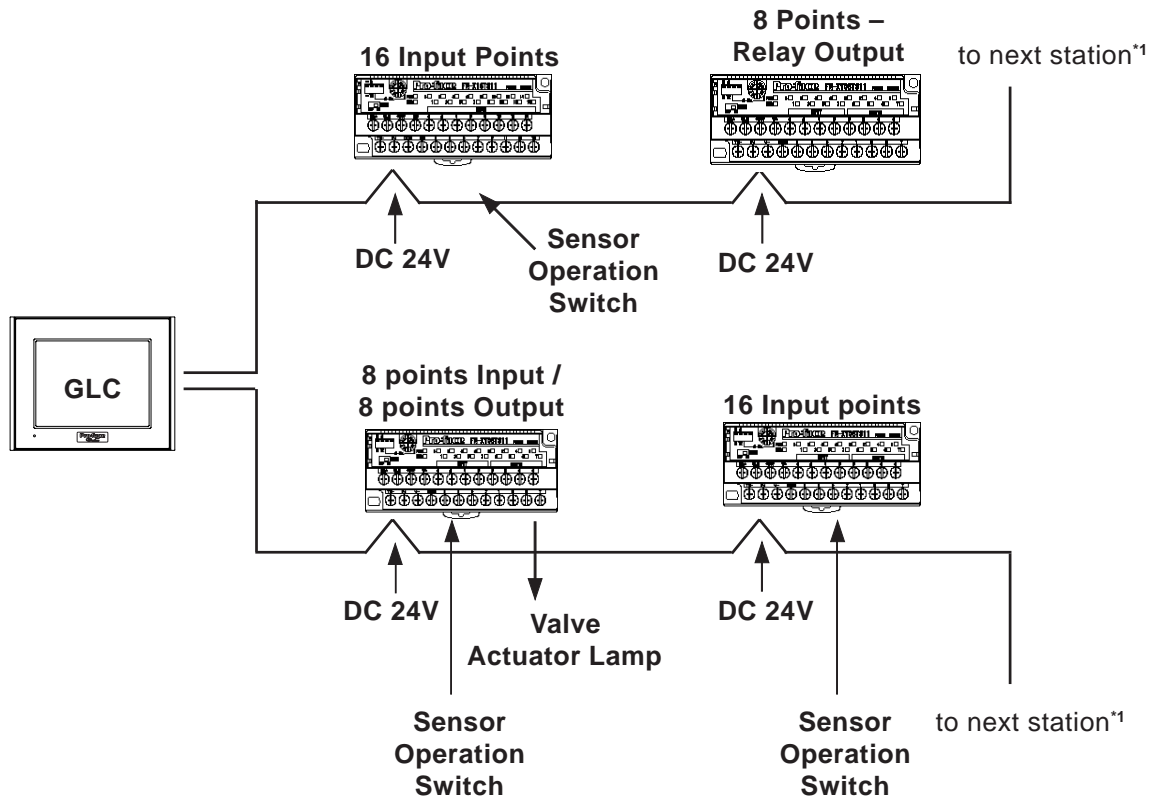 16 Input Points
8 Points –
Relay Output
to next station*1
DC 24V
Sensor
Operation
Switch
DC 24V
GLC
8 points Input /
8 points Output
16 Input points
DC 24V
Valve
Actuator Lamp
DC 24V
Sensor
Operation
Switch
Sensor
Operation
Switch
to next station*1